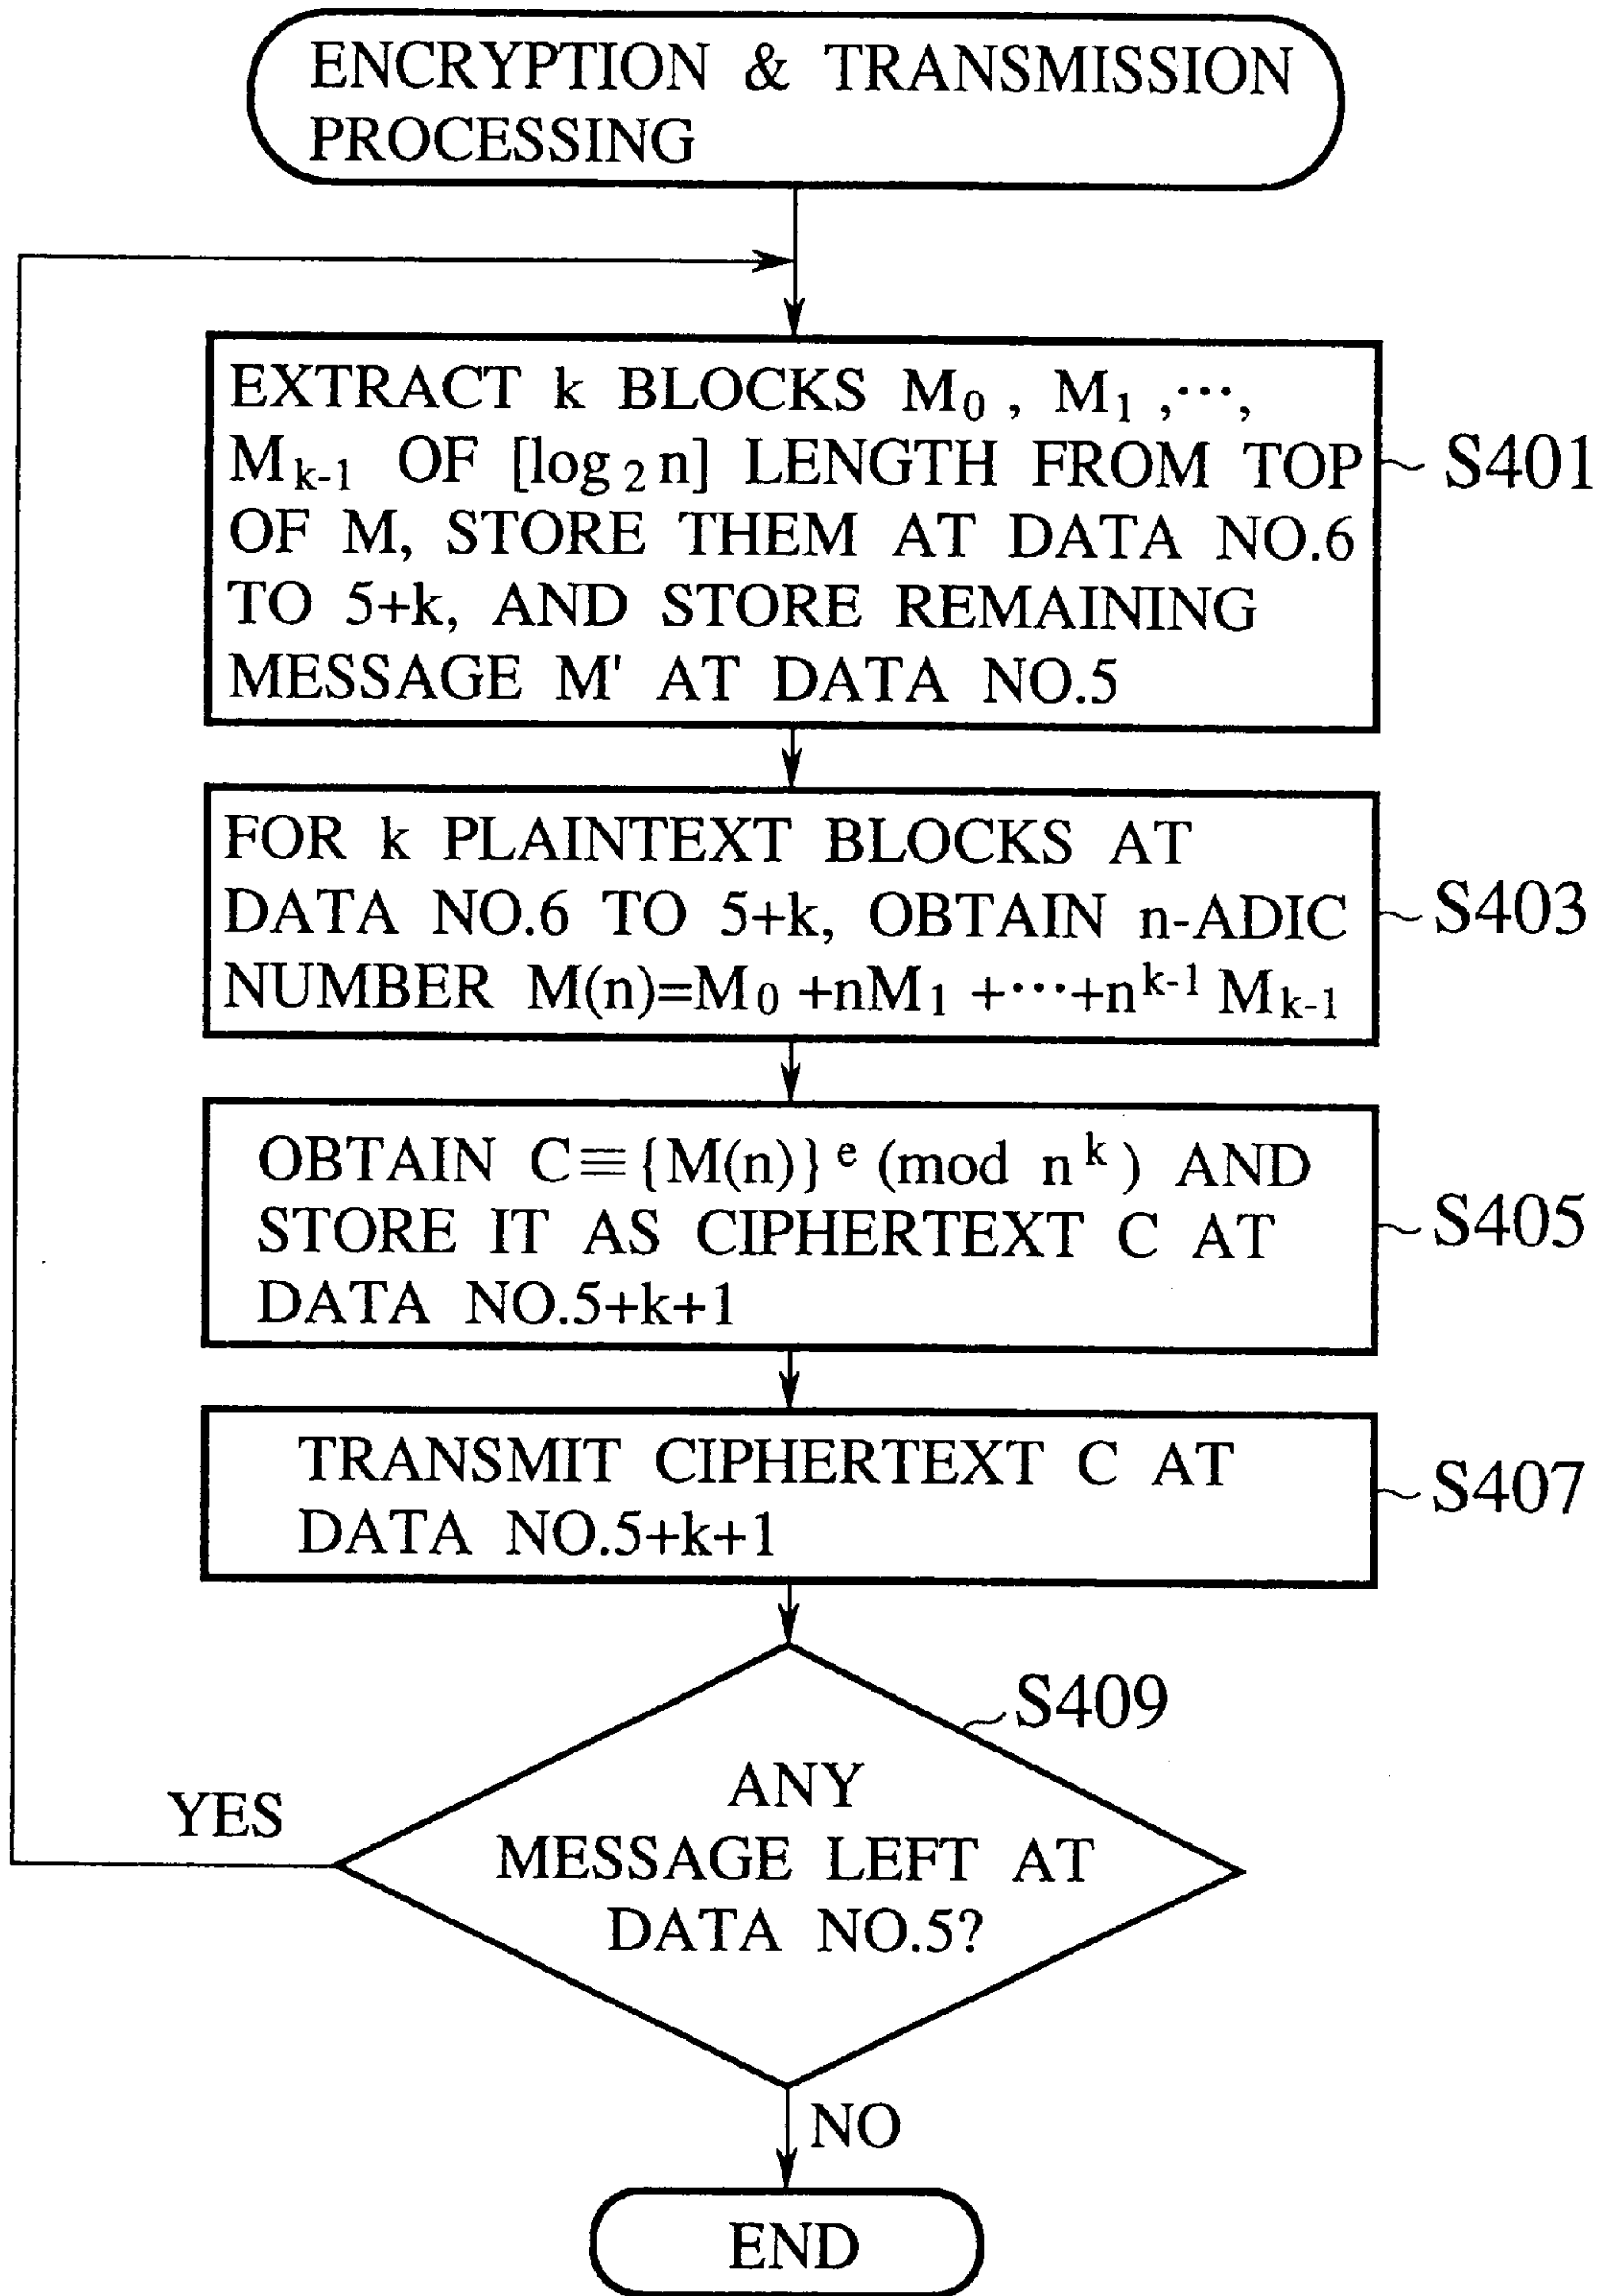 ENCRYPTION & TRANSMISSION
PROCESSING
EXTRACT k BLOCKS M₀ , M₁ ,⋯,
Mₖ₋₁ OF [log₂n] LENGTH FROM TOP
OF M, STORE THEM AT DATA NO.6
TO 5+k, AND STORE REMAINING
MESSAGE M' AT DATA NO.5
S401
FOR k PLAINTEXT BLOCKS AT
DATA NO.6 TO 5+k, OBTAIN n-ADIC
NUMBER M(n)=M₀ +nM₁ +⋯+nᵏ⁻¹ Mₖ₋₁
S403
OBTAIN C≡{M(n)}ᵉ (mod nᵏ) AND
STORE IT AS CIPHERTEXT C AT
DATA NO.5+k+1
S405
TRANSMIT CIPHERTEXT C AT
DATA NO.5+k+1
S407
S409
ANY
MESSAGE LEFT AT
DATA NO.5?
YES
NO
END